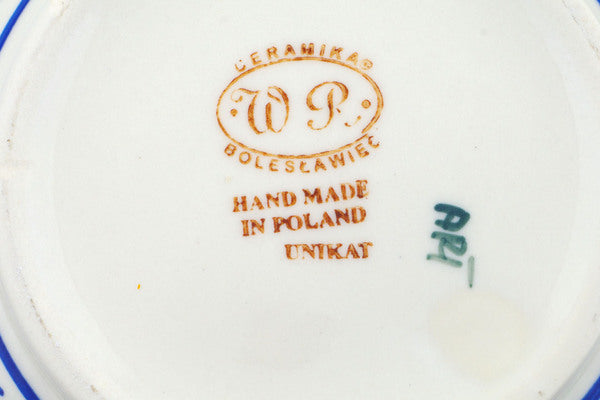 CERAMIKA
W R.
BOLESŁAWIEC
HAND MADE
IN POLAND
UNIKAT